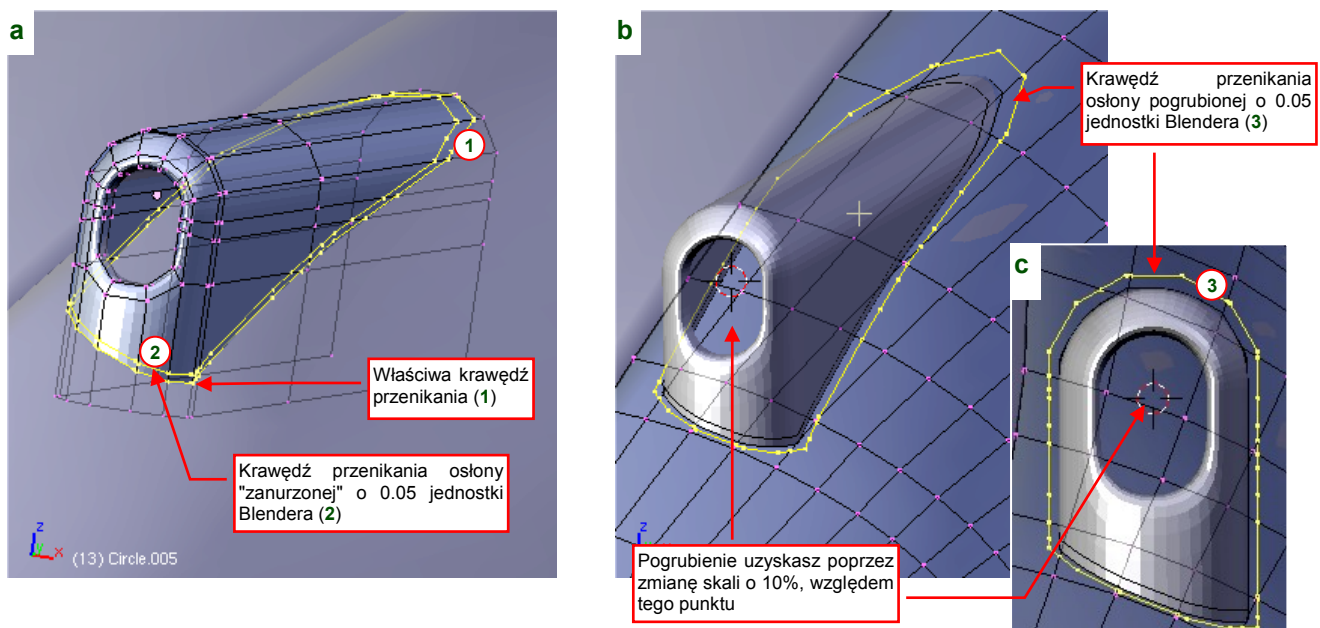 a
1
2
Właściwa krawędź
przenikania (1)
Krawędź przenikania osłony
"zanurzonej" o 0.05 jednostki
Blendera (2)
z
x
(13) Circle.005
b
Krawędź przenikania
osłony pogrubionej o 0.05
jednostki Blendera (3)
c
3
Pogrubienie uzyskasz poprzez
zmianę skali o 10%, względem
tego punktu
z